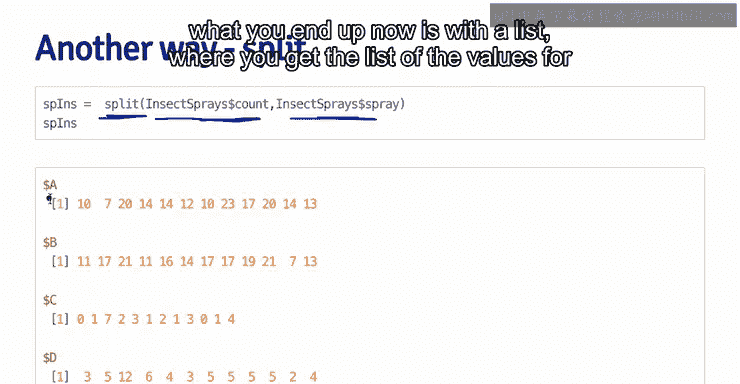 what you end up now is with a list,
Another way - split
where you get the list of the values for
spIns = split(InsectSprays$count,InsectSprays$spray)
spIns
$A
[1] 10 7 20 14 14 12 10 23 17 20 14 13
$B
[1] 11 17 21 11 16 14 17 17 19 21 7 13
$C
[1] 0 1 7 2 3 1 2 1 3 0 1 4
$D
[1] 3 5 12 6 4 3 5 5 5 5 2 4